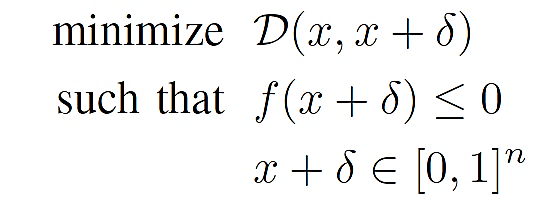 minimize 𝒟(x, x + δ)
such that f(x + δ) ≤ 0
x + δ ∈ [0, 1]ⁿ